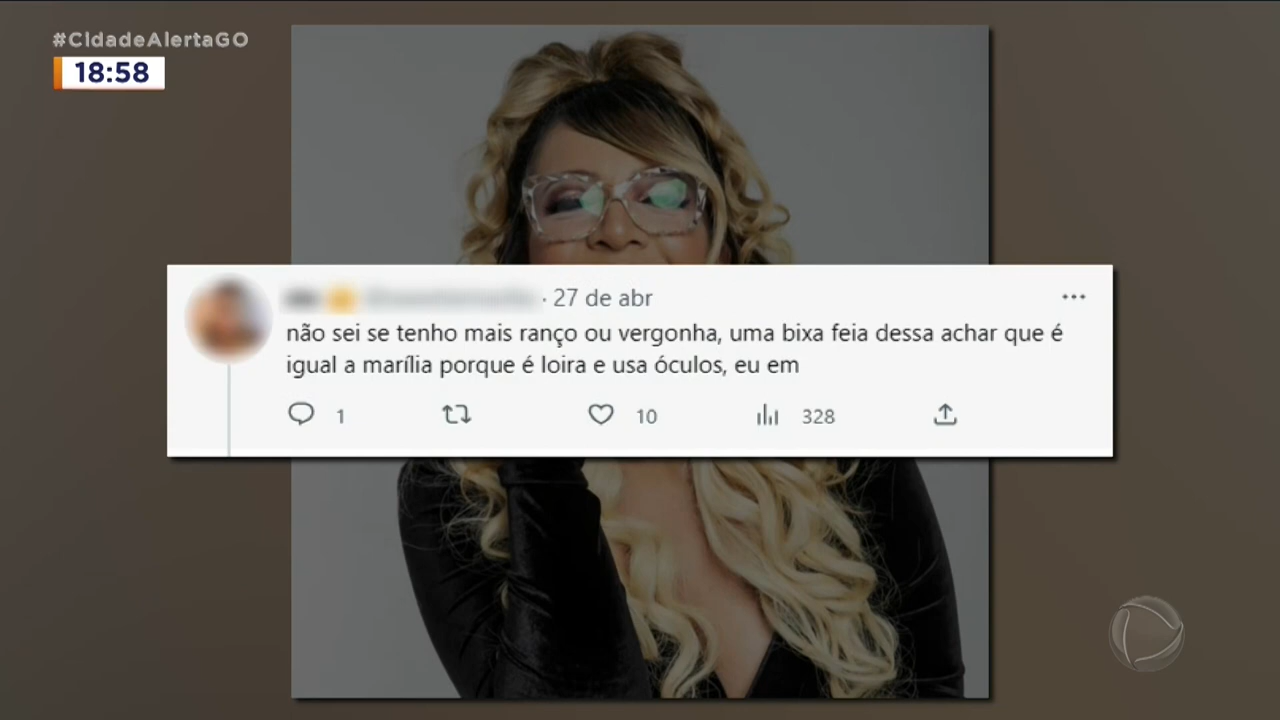 #CidadeAlertaGO
18:58
· 27 de abr
não sei se tenho mais ranço ou vergonha, uma bixa feia dessa achar que é
igual a marília porque é loira e usa óculos, eu em
1 10 328